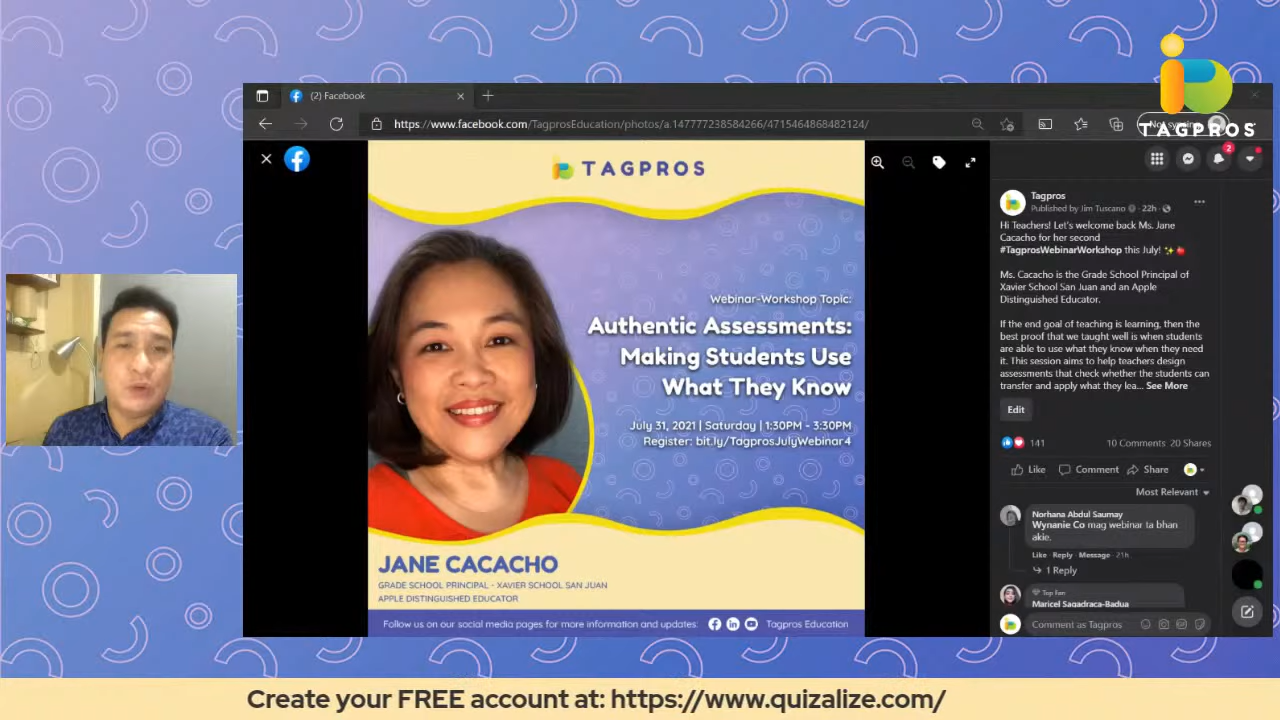 TAGPROS
(2) Facebook
https://www.facebook.com/TagprosEducation/photos/a.147777238584266/4715464868482124/
TAGPROS
Webinar-Workshop Topic:
Authentic Assessments:
Making Students Use
What They Know
July 31, 2021 | Saturday | 1:30PM - 3:30PM
Register: bit.ly/TagprosJulyWebinar4
JANE CACACHO
GRADE SCHOOL PRINCIPAL - XAVIER SCHOOL SAN JUAN
APPLE DISTINGUISHED EDUCATOR
Follow us on our social media pages for more information and updates:
Tagpros Education
2
Tagpros
Published by Jim Tuscano · 22h ·
Hi Teachers! Let's welcome back Ms. Jane
Cacacho for her second
#TagprosWebinarWorkshop this July! ✨🍎
Ms. Cacacho is the Grade School Principal of
Xavier School San Juan and an Apple
Distinguished Educator.
If the end goal of teaching is learning, then the
best proof that we taught well is when students
are able to use what they know when they need
it. This session aims to help teachers design
assessments that check whether the students can
transfer and apply what they lea... See More
Edit
141
10 Comments 20 Shares
Like Comment Share
Most Relevant
Norhana Abdul Saumay
Wynanie Co mag webinar ta bhan
akie.
Like · Reply · Message · 21h
1 Reply
Top Fan
Maricel Sagadraca-Badua
Comment as Tagpros
Create your FREE account at: https://www.quizalize.com/